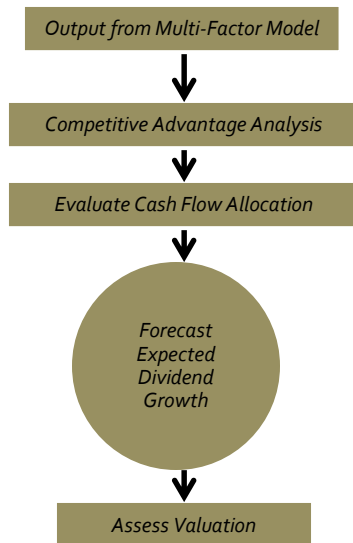 Output from Multi-Factor Model
Competitive Advantage Analysis
Evaluate Cash Flow Allocation
Forecast
Expected
Dividend
Growth
Assess Valuation